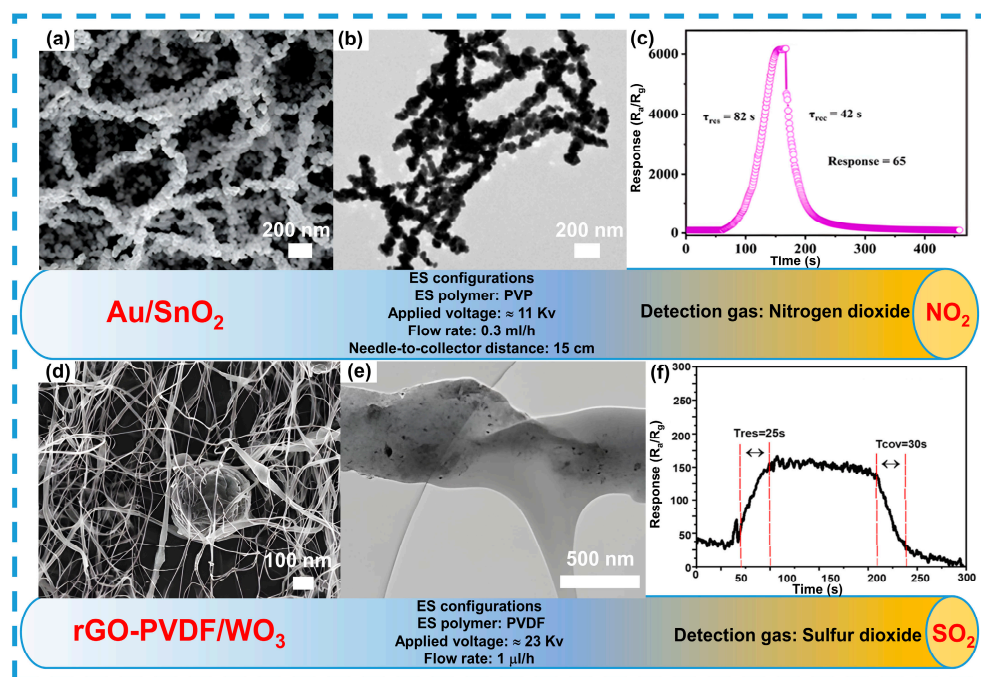 (a)
200 nm
(b)
200 nm
(c)
Response (Ra/Rg)
6000
4000
2000
0
τres = 82 s
τrec = 42 s
Response = 65
0 100 200 300 400
Time (s)
Au/SnO2
ES configurations
ES polymer: PVP
Applied voltage: ≈ 11 Kv
Flow rate: 0.3 ml/h
Needle-to-collector distance: 15 cm
Detection gas: Nitrogen dioxide
NO2
(d)
100 nm
(e)
500 nm
(f)
Response (Ra/Rg)
300
250
200
150
100
50
0
Tres=25s
Tcov=30s
0 50 100 150 200 250 300
Time (s)
rGO-PVDF/WO3
ES configurations
ES polymer: PVDF
Applied voltage: ≈ 23 Kv
Flow rate: 1 μl/h
Detection gas: Sulfur dioxide
SO2